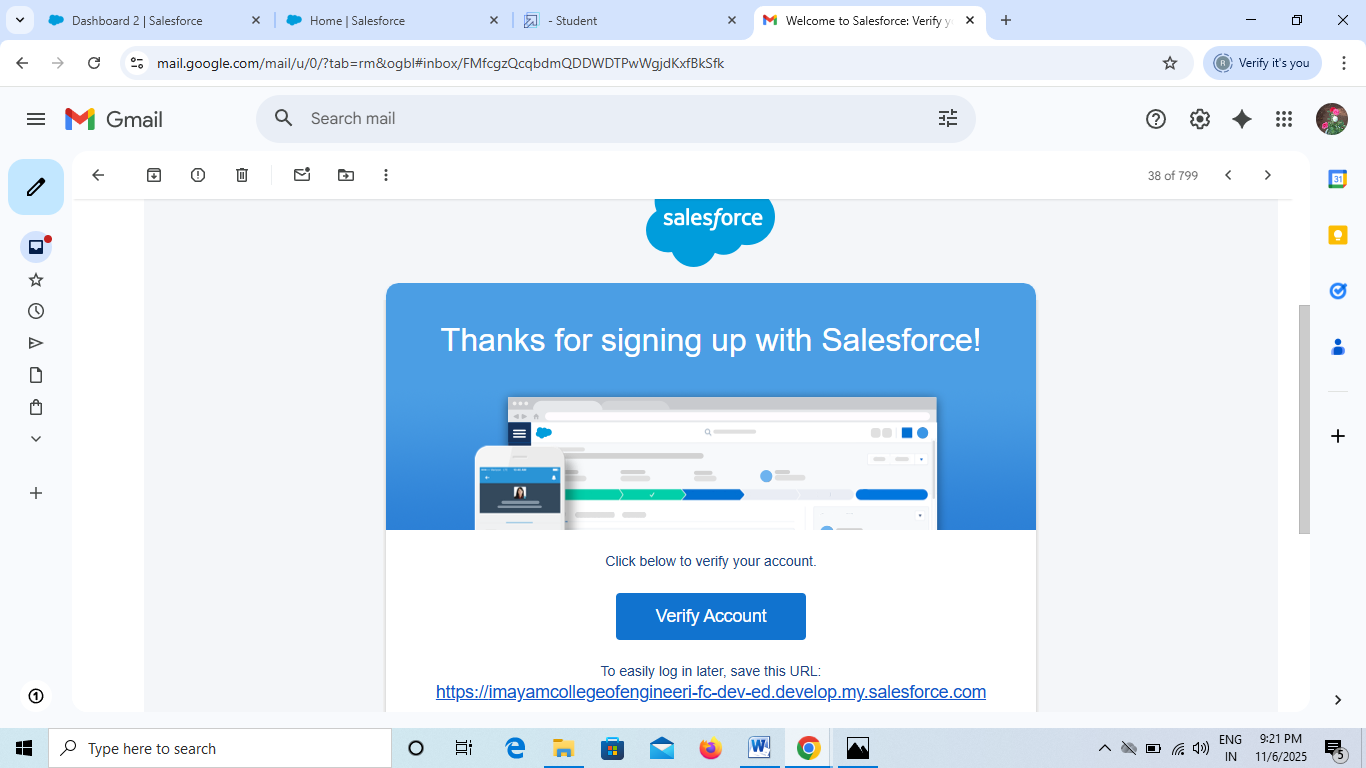 Dashboard 2 | Salesforce
Home | Salesforce
- Student
Welcome to Salesforce: Verify y
mail.google.com/mail/u/0/?tab=rm&ogbl#inbox/FMfcgzQcqbdmQDDWDTPwWgjdKxfBkSfk
R
Verify it's you
Gmail
Search mail
38 of 799
31
salesforce
Thanks for signing up with Salesforce!
Click below to verify your account.
Verify Account
To easily log in later, save this URL:
https://imayamcollegeofengineeri-fc-dev-ed.develop.my.salesforce.com
1
Type here to search
ENG
IN
9:21 PM
11/6/2025
5